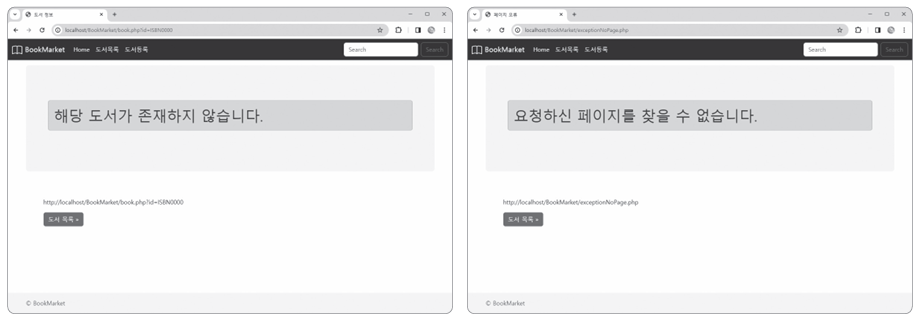 도서 정보
localhost/BookMarket/book.php?id=ISBN0000
BookMarket Home 도서목록 도서등록 Search Search
해당 도서가 존재하지 않습니다.
http://localhost/BookMarket/book.php?id=ISBN0000
도서 목록 »
© BookMarket
페이지 오류
localhost/BookMarket/exceptionNoPage.php
BookMarket Home 도서목록 도서등록 Search Search
요청하신 페이지를 찾을 수 없습니다.
http://localhost/BookMarket/exceptionNoPage.php
도서 목록 »
© BookMarket